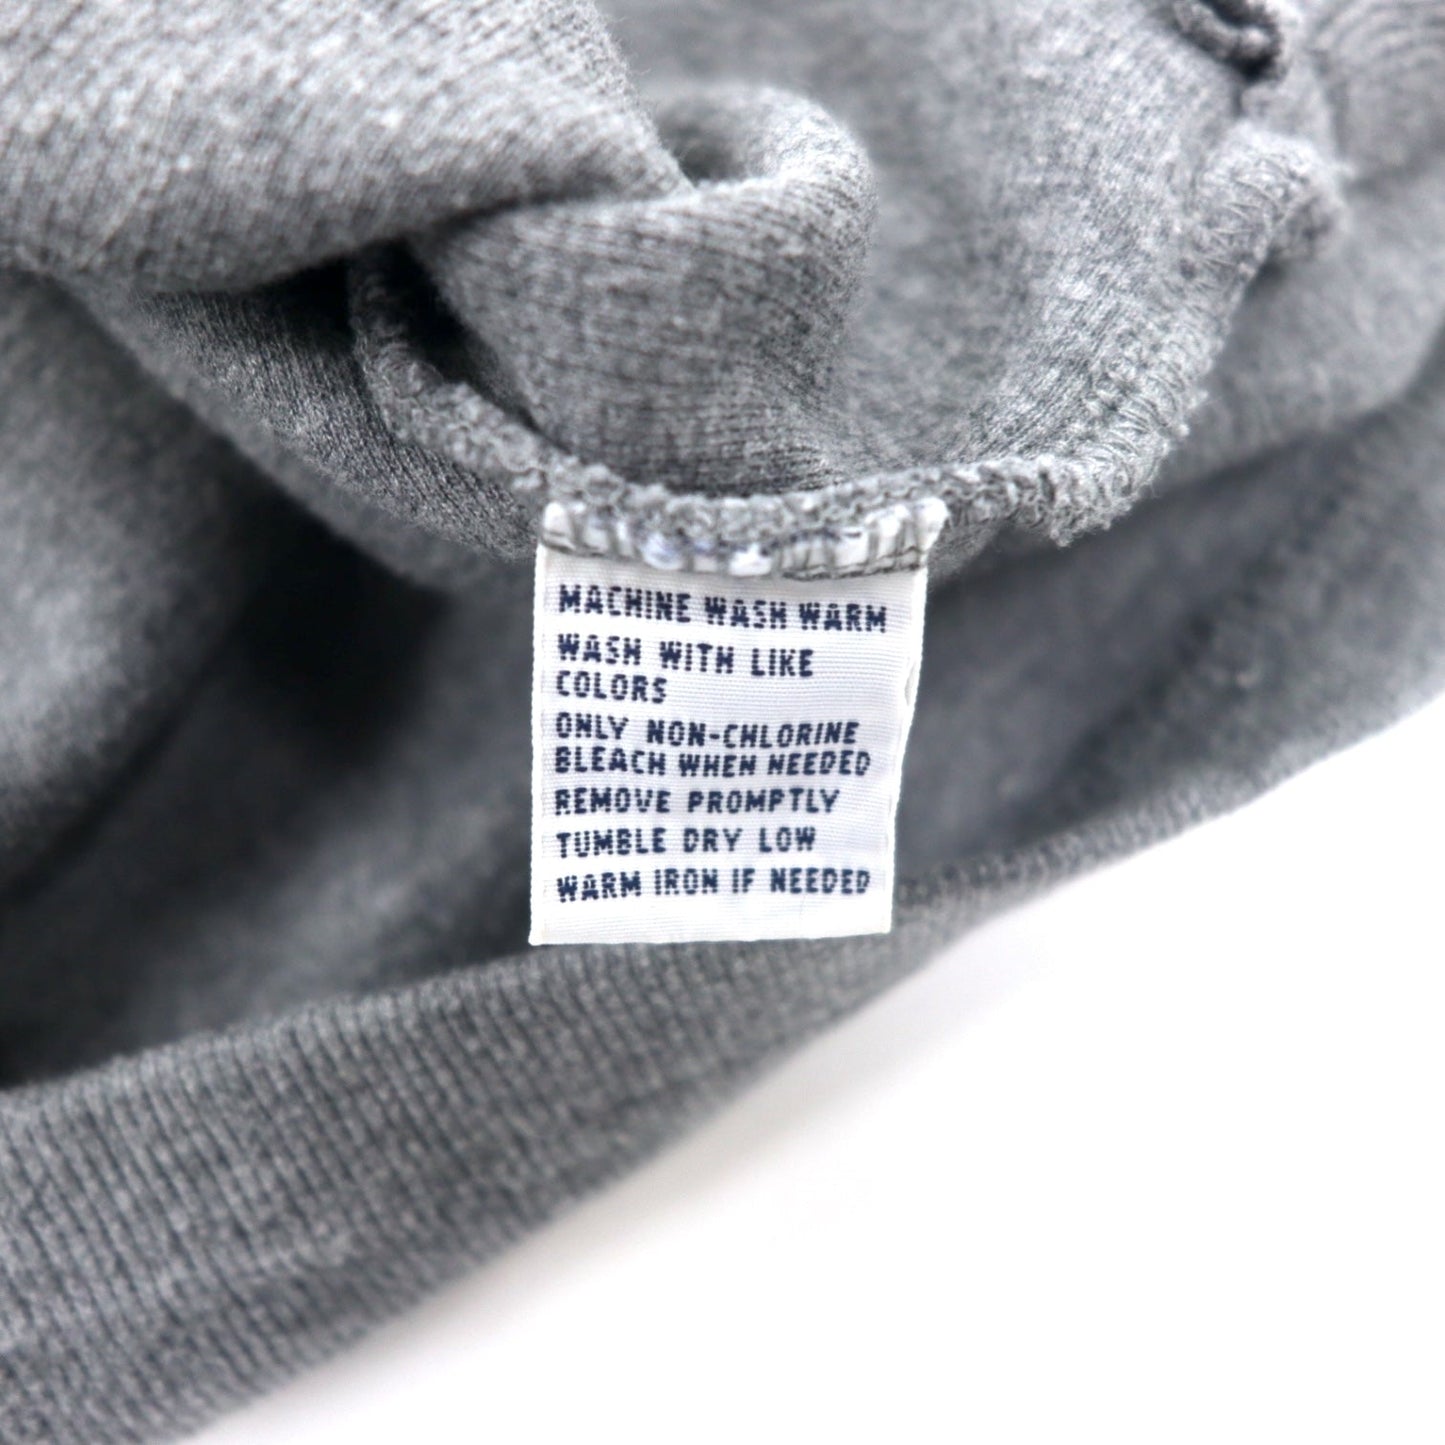 MACHINE WASH WARM
WASH WITH LIKE
COLORS
ONLY NON-CHLORINE
BLEACH WHEN NEEDED
REMOVE PROMPTLY
TUMBLE DRY LOW
WARM IRON IF NEEDED